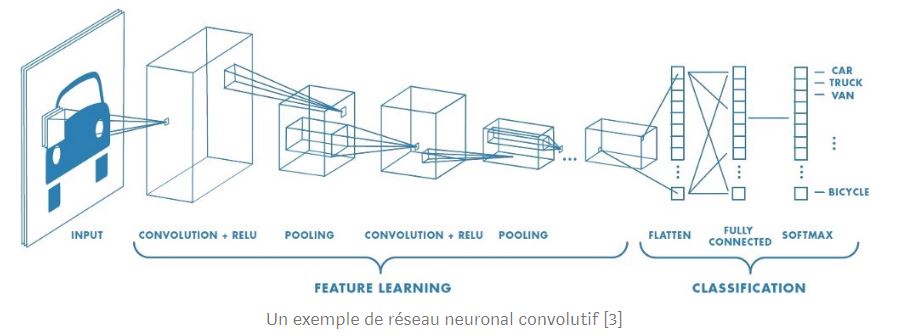 CAR
TRUCK
VAN
BICYCLE
INPUT
CONVOLUTION + RELU
POOLING
CONVOLUTION + RELU
POOLING
FLATTEN
FULLY
CONNECTED
SOFTMAX
FEATURE LEARNING
CLASSIFICATION
Un exemple de réseau neuronal convolutif [3]